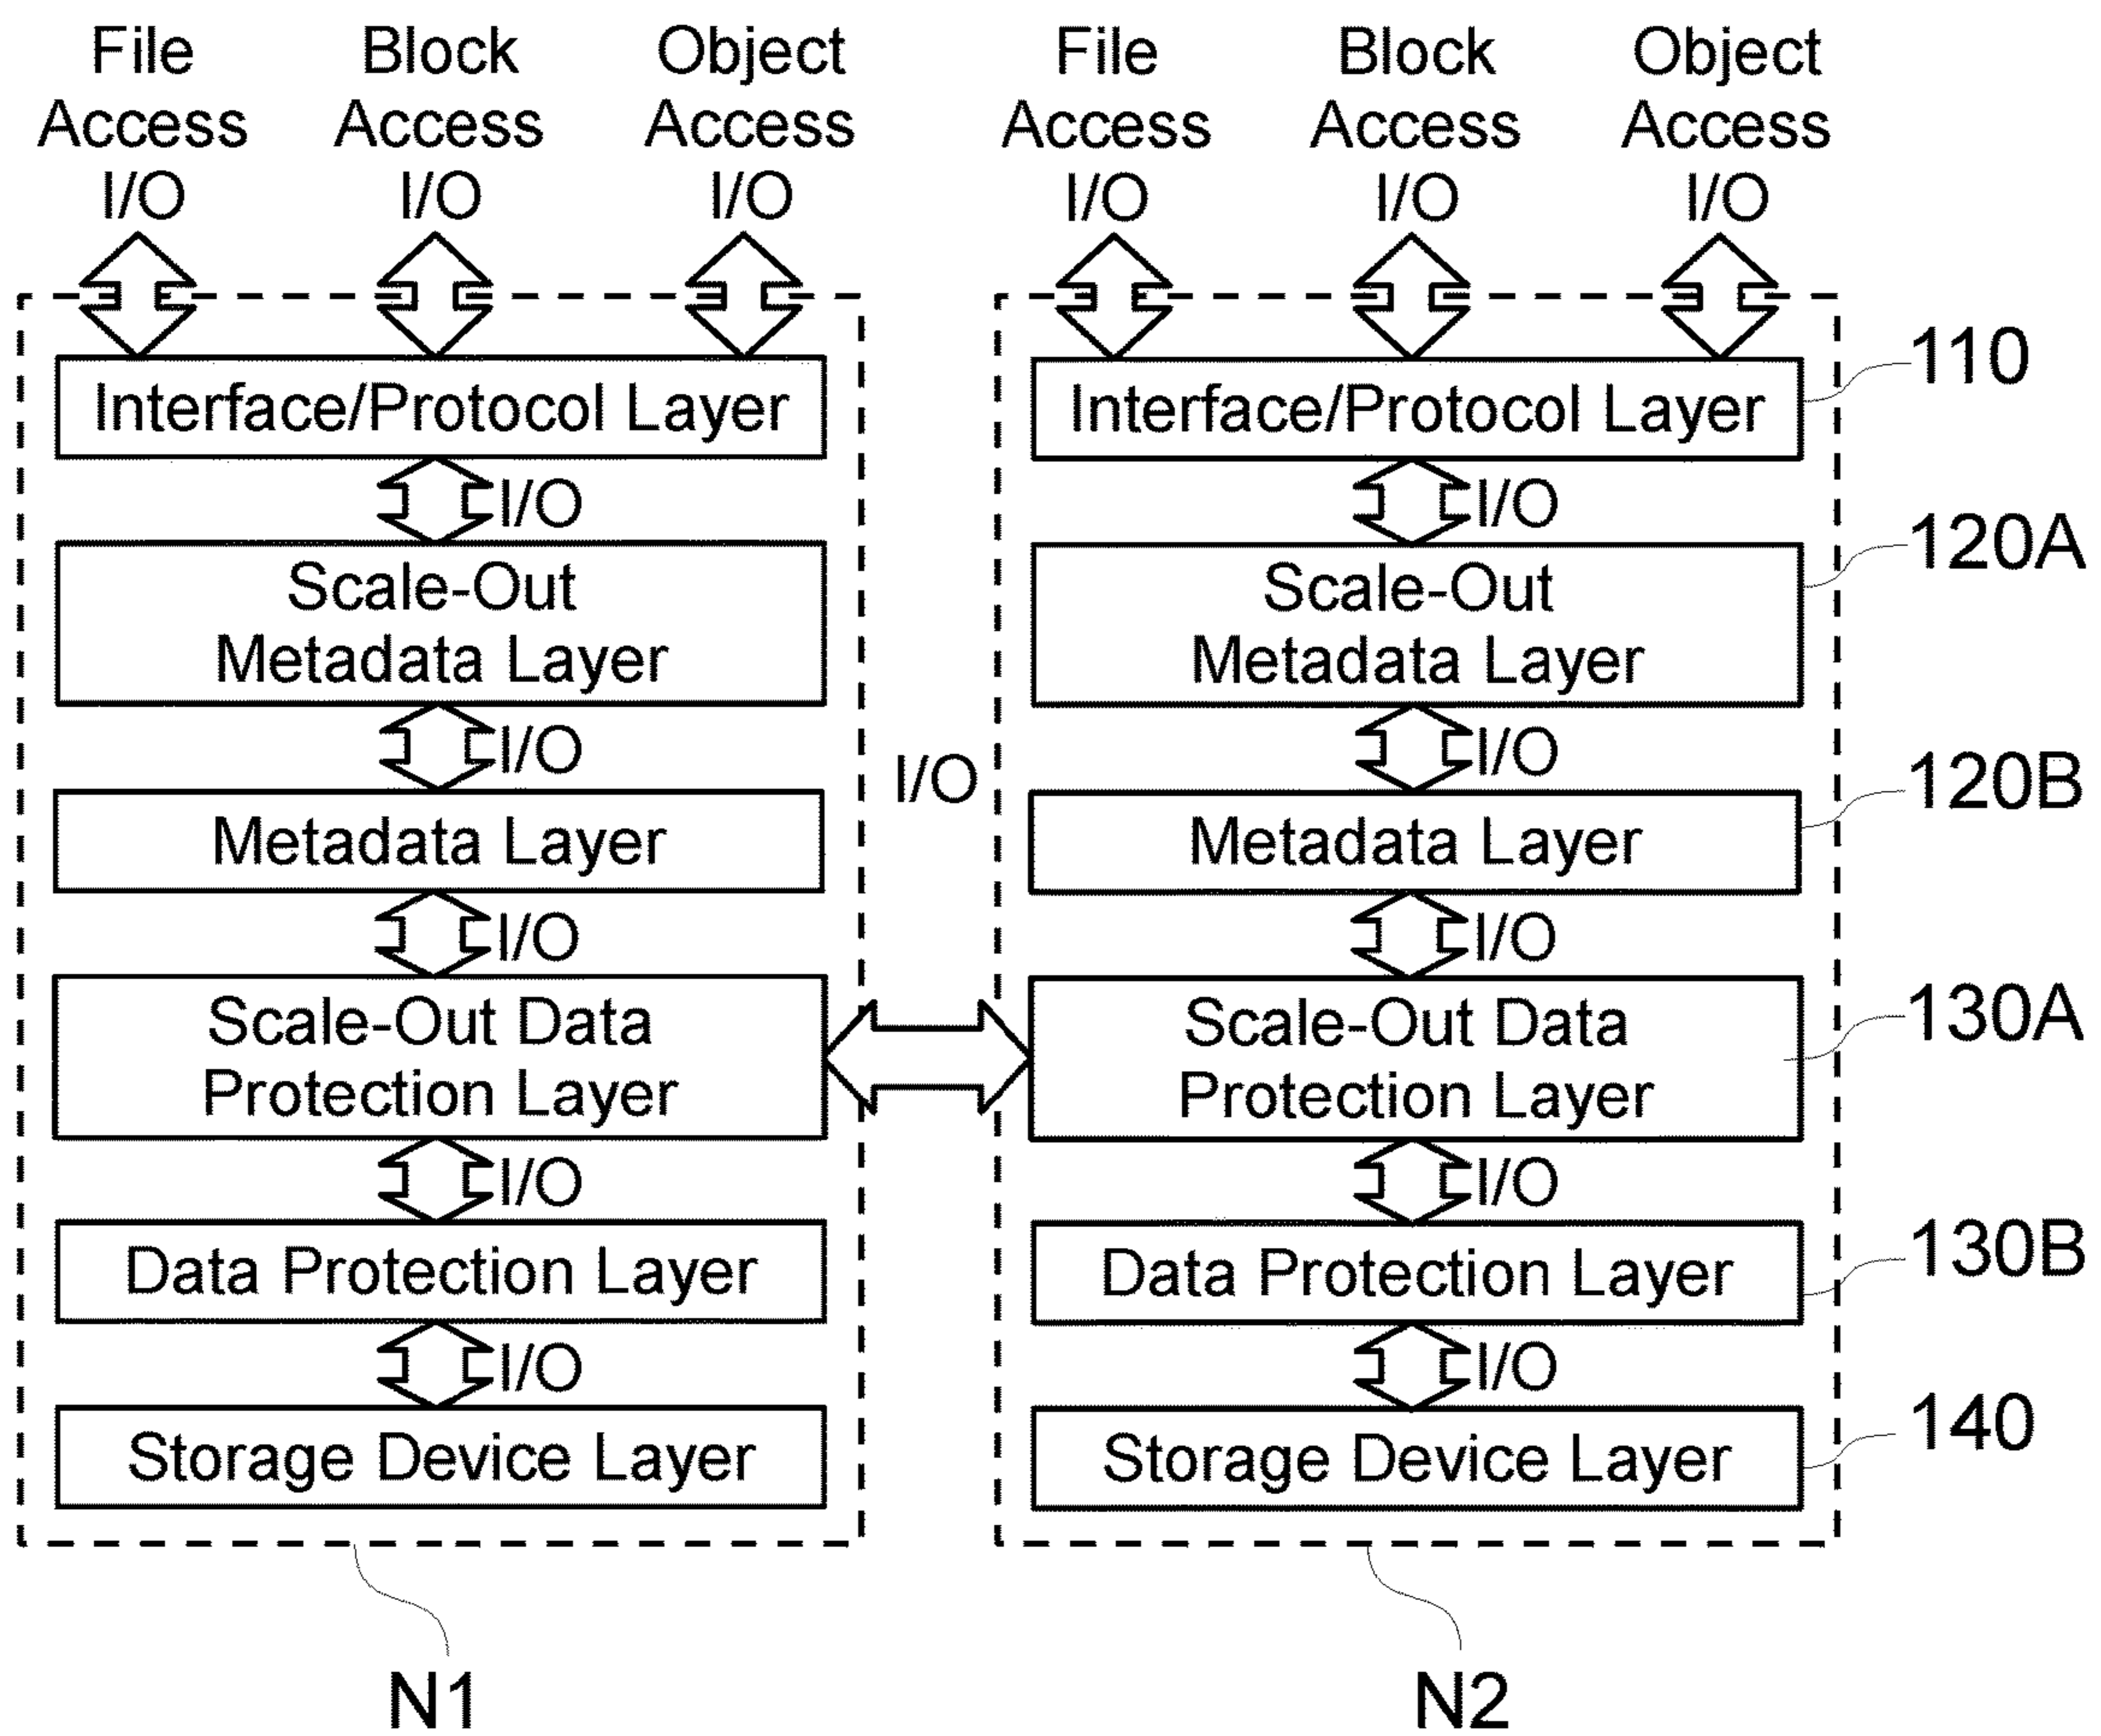 File Block Object File Block Object
Access Access Access Access Access Access
I/O I/O I/O I/O I/O I/O
Interface/Protocol Layer Interface/Protocol Layer 110
I/O I/O
Scale-Out Scale-Out 120A
Metadata Layer Metadata Layer
I/O I/O I/O
Metadata Layer Metadata Layer 120B
I/O I/O
Scale-Out Data Scale-Out Data 130A
Protection Layer Protection Layer
I/O I/O
Data Protection Layer Data Protection Layer 130B
I/O I/O
Storage Device Layer Storage Device Layer 140
N1 N2